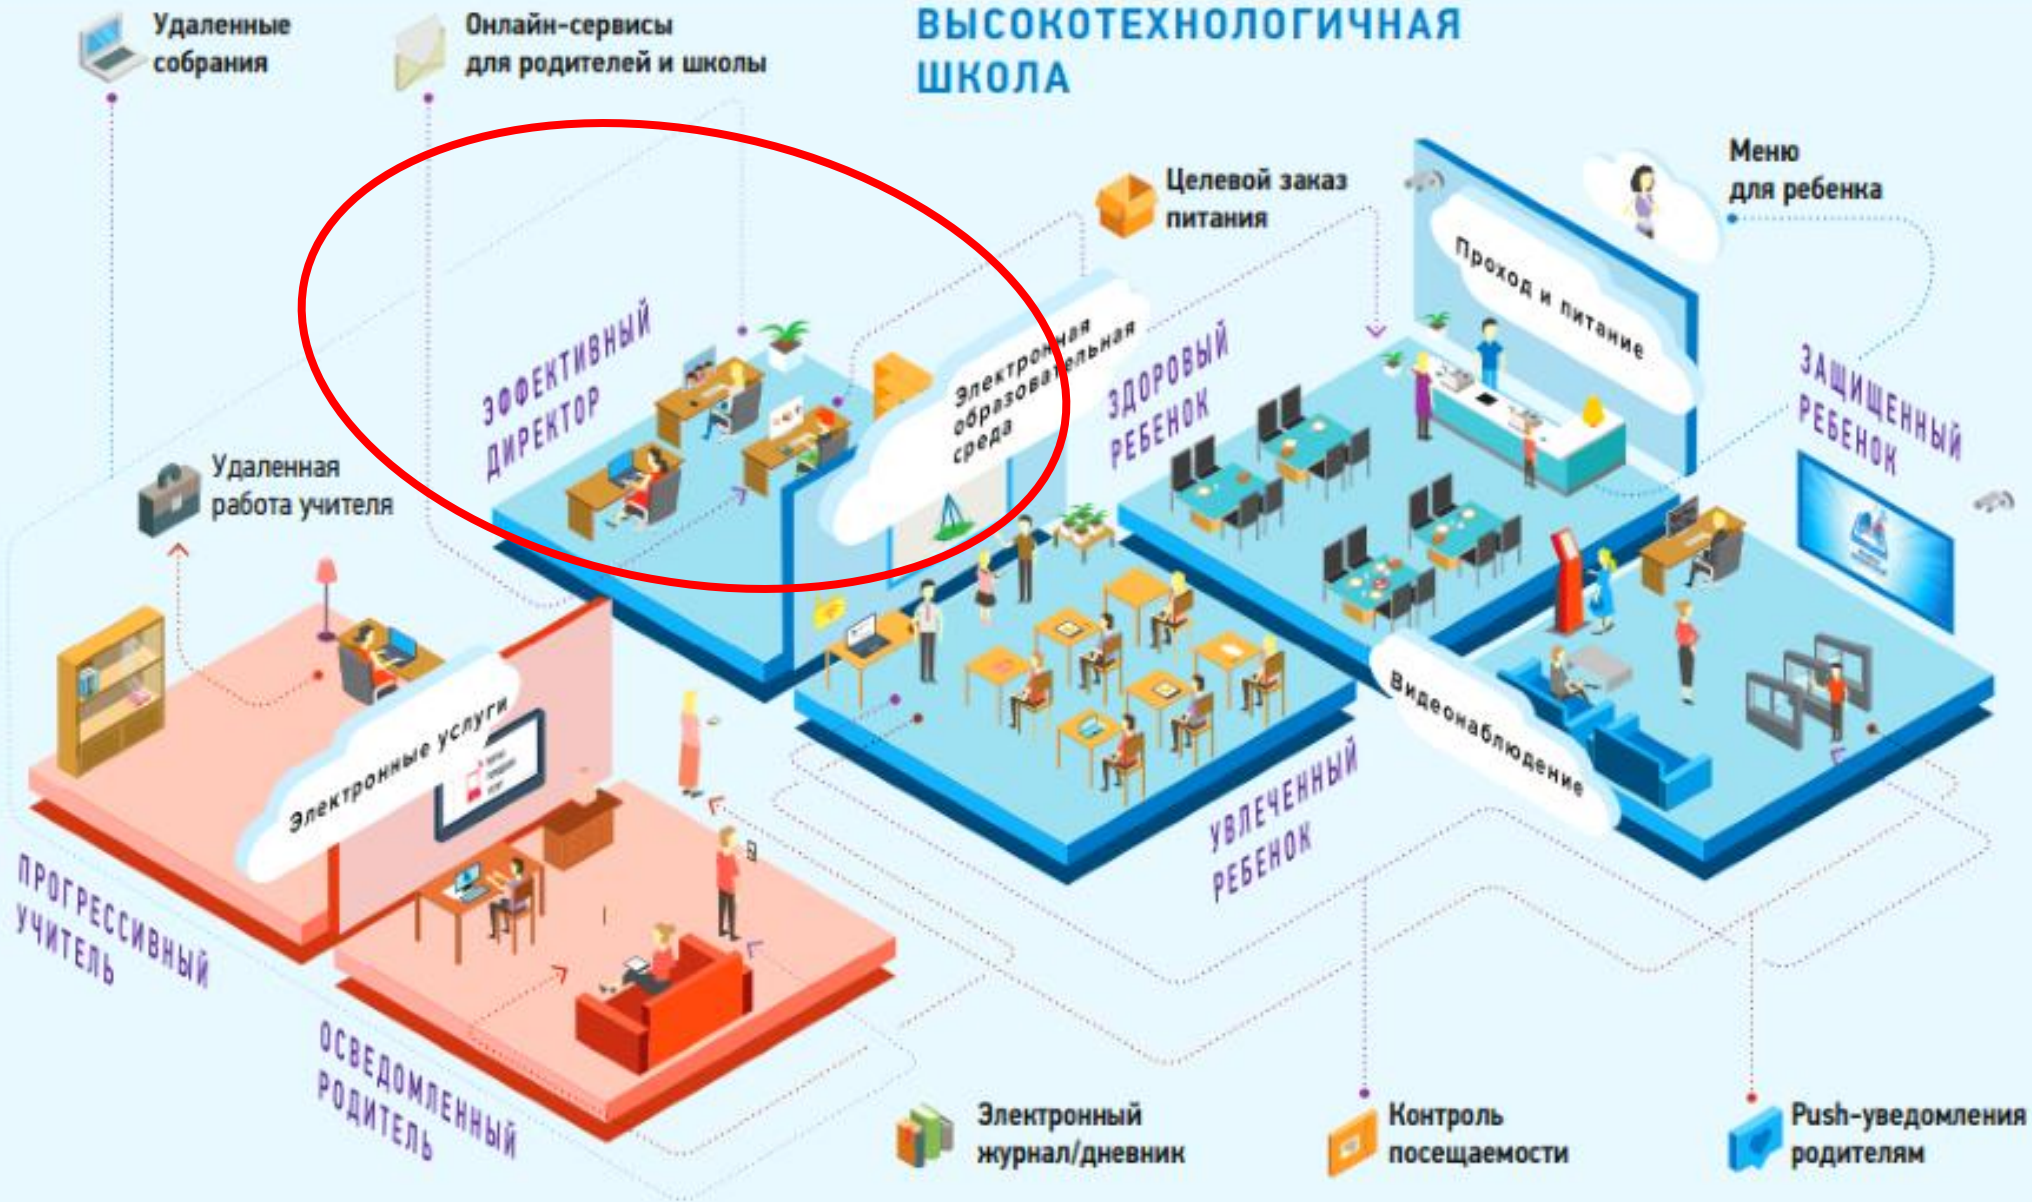 Удаленные
собрания
Онлайн-сервисы
для родителей и школы
ВЫСОКОТЕХНОЛОГИЧНАЯ
ШКОЛА
Целевой заказ
питания
Меню
для ребенка
Проход и питание
ЭФФЕКТИВНЫЙ
ДИРЕКТОР
Электронная
образовательная
среда
ЗДОРОВЫЙ
РЕБЕНОК
ЗАЩИЩЕННЫЙ
РЕБЕНОК
Удаленная
работа учителя
Электронные услуги
Видеонаблюдение
УВЛЕЧЕННЫЙ
РЕБЕНОК
ПРОГРЕССИВНЫЙ
УЧИТЕЛЬ
ОСВЕДОМЛЕННЫЙ
РОДИТЕЛЬ
Электронный
журнал/дневник
Контроль
посещаемости
Push-уведомления
родителям